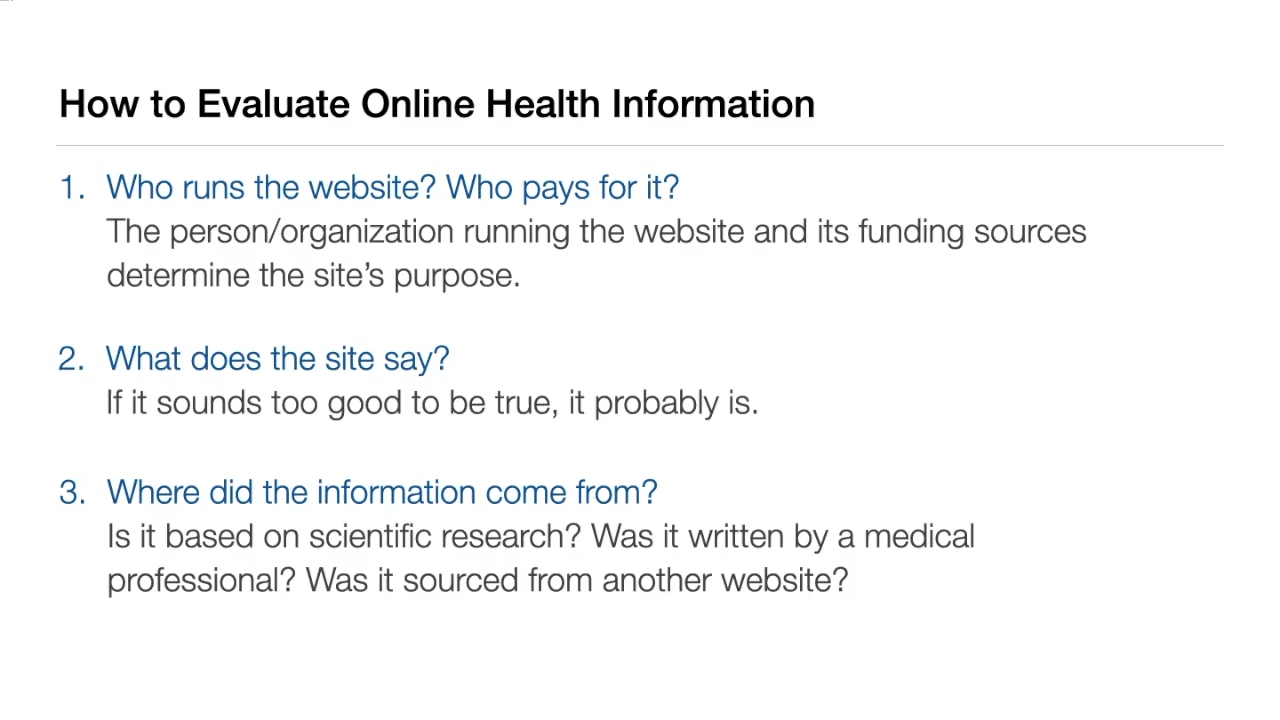 How to Evaluate Online Health Information
1. Who runs the website? Who pays for it?
The person/organization running the website and its funding sources
determine the site’s purpose.
2. What does the site say?
If it sounds too good to be true, it probably is.
3. Where did the information come from?
Is it based on scientific research? Was it written by a medical
professional? Was it sourced from another website?